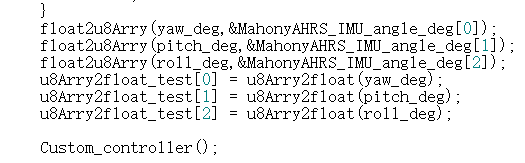 }
float2u8Arry(yaw_deg,&MahonyAHRS_IMU_angle_deg[0]);
float2u8Arry(pitch_deg,&MahonyAHRS_IMU_angle_deg[1]);
float2u8Arry(roll_deg,&MahonyAHRS_IMU_angle_deg[2]);
u8Arry2float_test[0] = u8Arry2float(yaw_deg);
u8Arry2float_test[1] = u8Arry2float(pitch_deg);
u8Arry2float_test[2] = u8Arry2float(roll_deg);
Custom_controller();